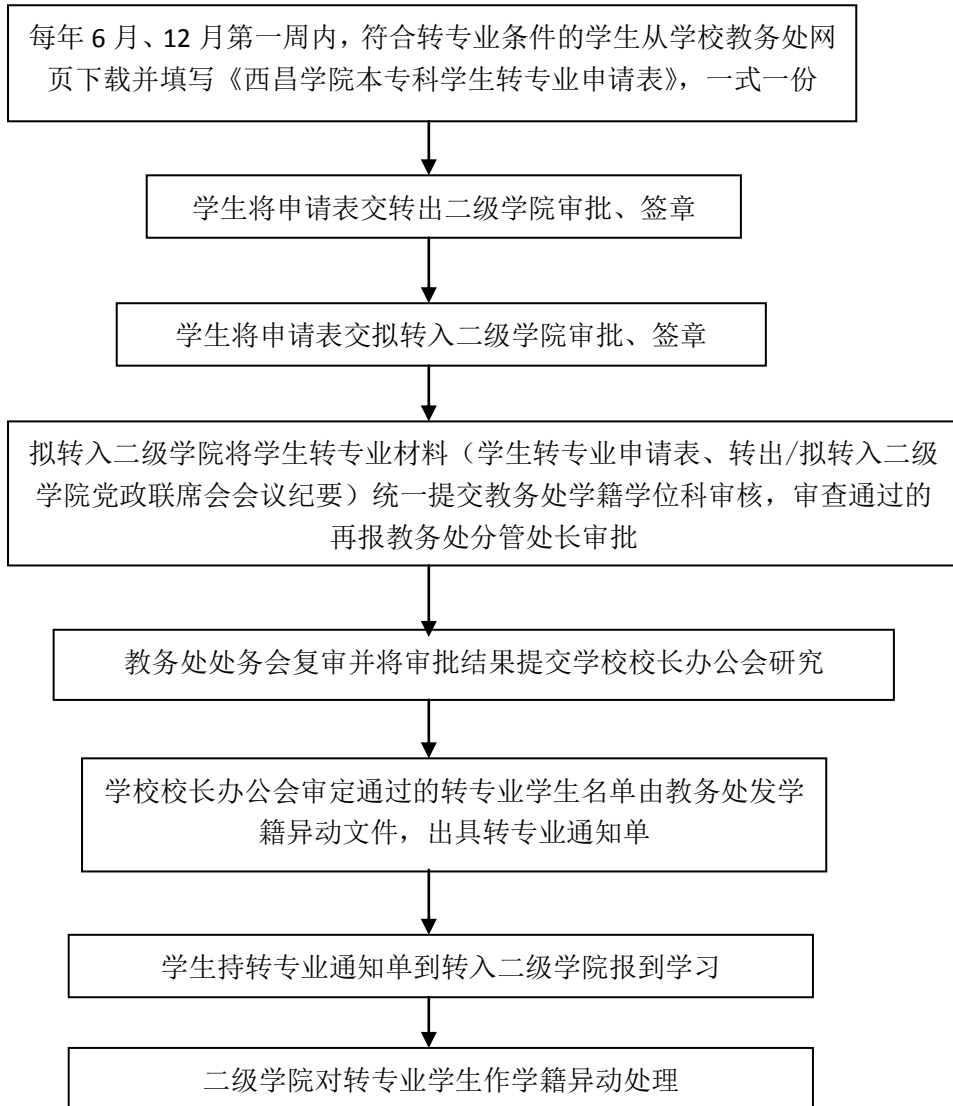 每年 6 月、12 月第一周内，符合转专业条件的学生从学校教务处网
页下载并填写《西昌学院本专科学生转专业申请表》，一式一份
学生将申请表交转出二级学院审批、签章
学生将申请表交拟转入二级学院审批、签章
拟转入二级学院将学生转专业材料（学生转专业申请表、转出/拟转入二级
学院党政联席会会议纪要）统一提交教务处学籍学位科审核，审查通过的
再报教务处分管处长审批
教务处处务会复审并将审批结果提交学校校长办公会研究
学校校长办公会审定通过的转专业学生名单由教务处发学
籍异动文件，出具转专业通知单
学生持转专业通知单到转入二级学院报到学习
二级学院对转专业学生作学籍异动处理